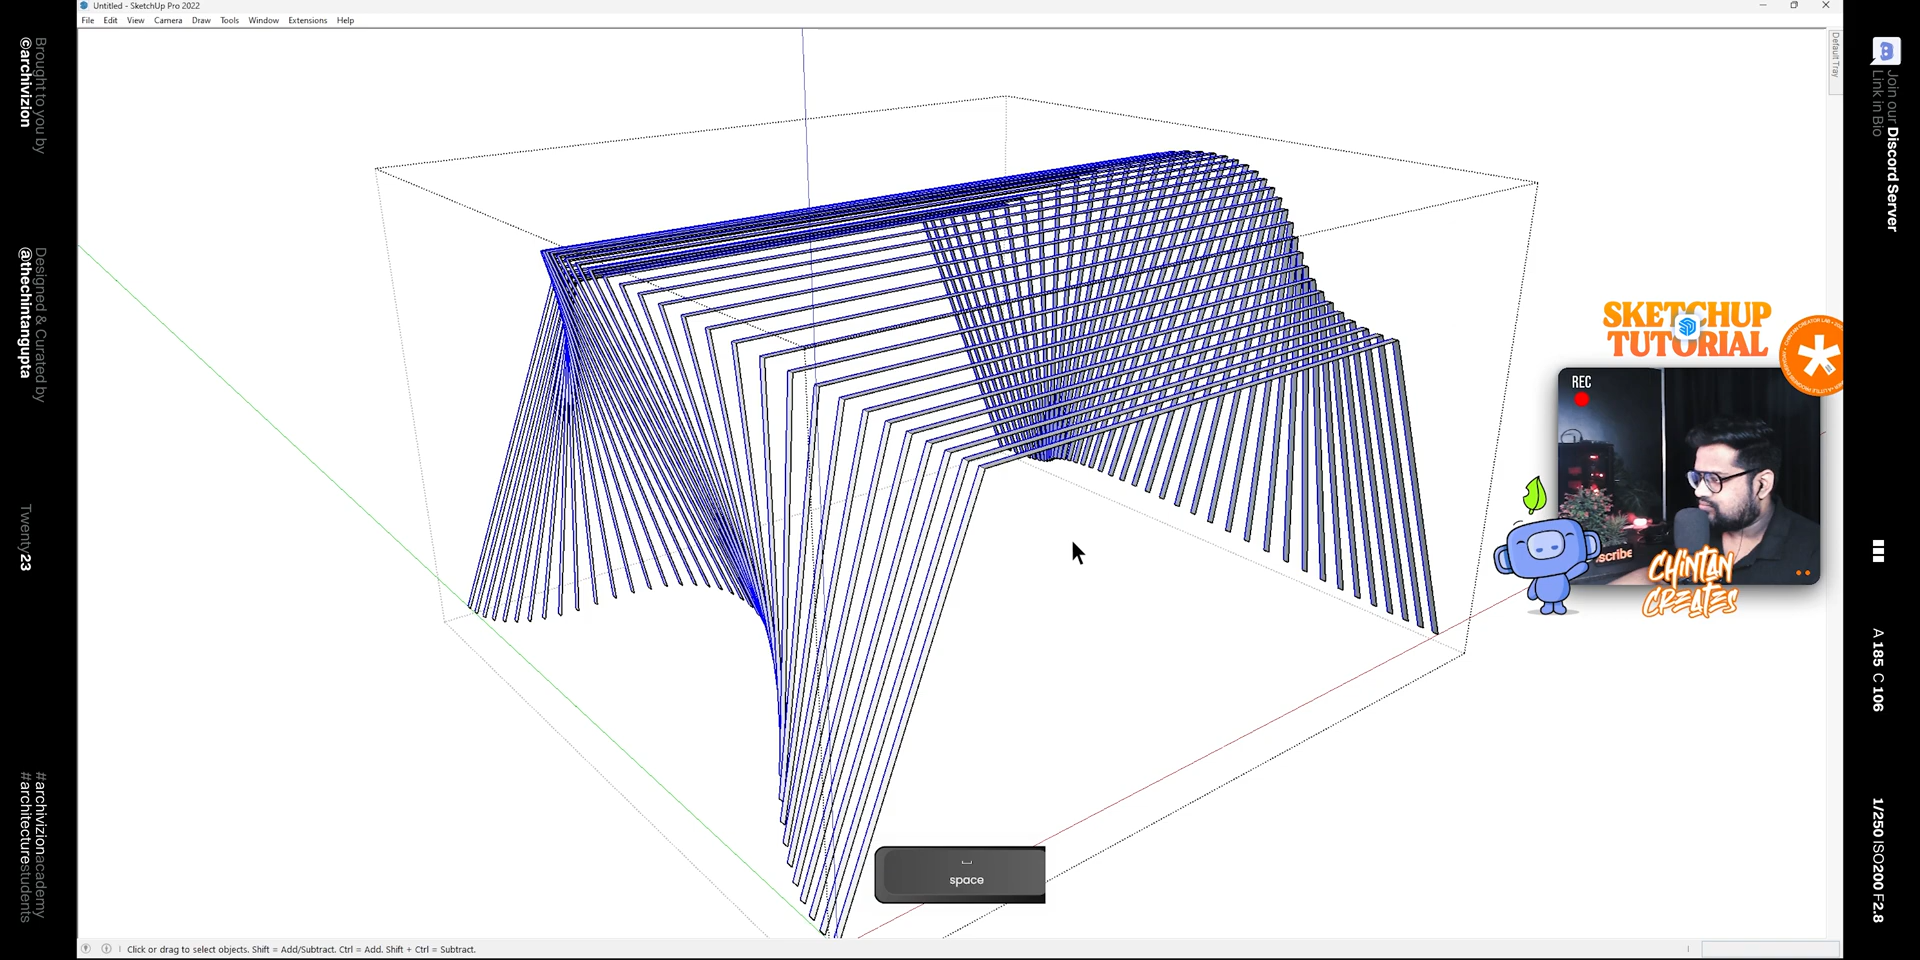 Untitled - SketchUp Pro 2022
File Edit View Camera Draw Tools Window Extensions Help
Default Tray
Brought to you by
@archivizion
Designed & Curated by
@thechintangupta
Twenty23
#archivizionacademy
#architecturestudents
Join our Discord Server
Link in Bio
A 185 C 106
1/250 ISO200 F2.8
SKETCHUP
TUTORIAL
REC
scribe
CHINTAN
CREATES
space
Click or drag to select objects. Shift = Add/Subtract. Ctrl = Add. Shift + Ctrl = Subtract.